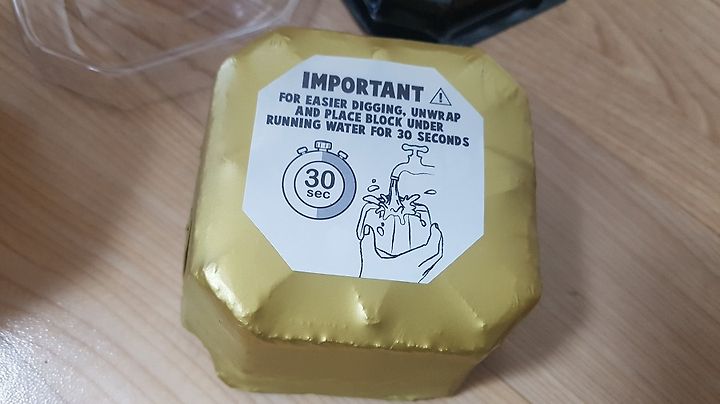 IMPORTANT
FOR EASIER DIGGING, UNWRAP
AND PLACE BLOCK UNDER
RUNNING WATER FOR 30 SECONDS
30
sec